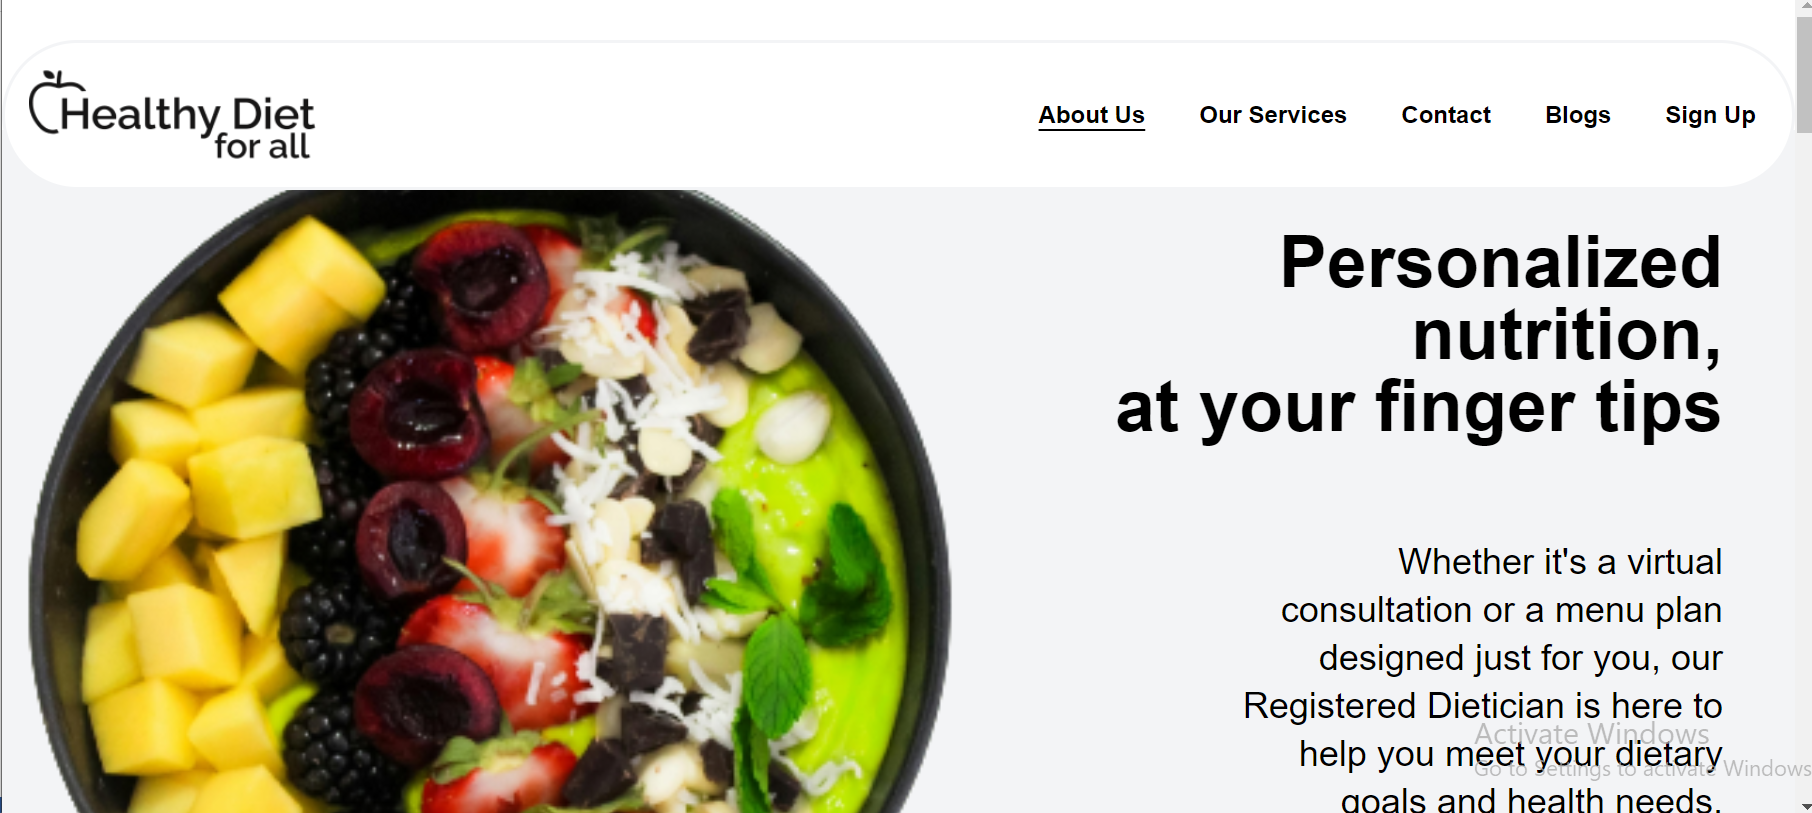 Healthy Diet
for all
About Us
Our Services
Contact
Blogs
Sign Up
Personalized
nutrition,
at your finger tips
Whether it's a virtual
consultation or a menu plan
designed just for you, our
Registered Dietician is here to
help you meet your dietary
goals and health needs.
Activate Windows
Go to Settings to activate Windows